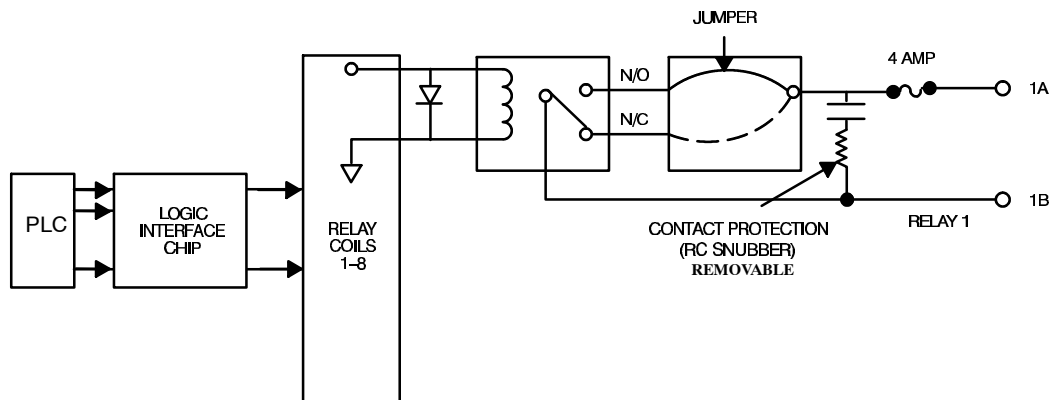 JUMPER
4 AMP
N/O
1A
N/C
PLC
LOGIC
INTERFACE
CHIP
RELAY
COILS
1–8
CONTACT PROTECTION
(RC SNUBBER)
REMOVABLE
RELAY 1
1B